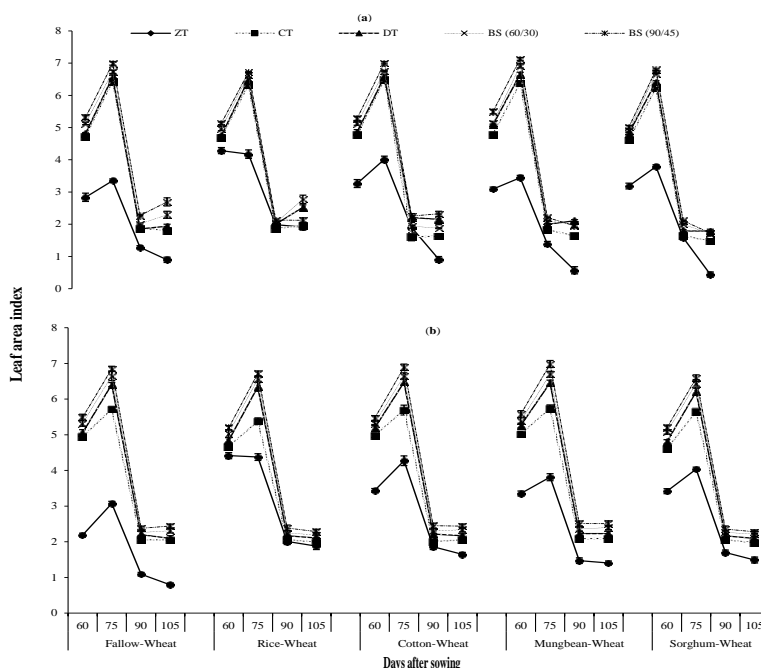 (a)
ZT CT DT BS (60/30) BS (90/45)
8
7
6
5
4
3
2
1
0
Leaf area index
(b)
8
7
6
5
4
3
2
1
0
60 75 90 105 60 75 90 105 60 75 90 105 60 75 90 105 60 75 90 105
Fallow-Wheat Rice-Wheat Cotton-Wheat Mungbean-Wheat Sorghum-Wheat
Days after sowing